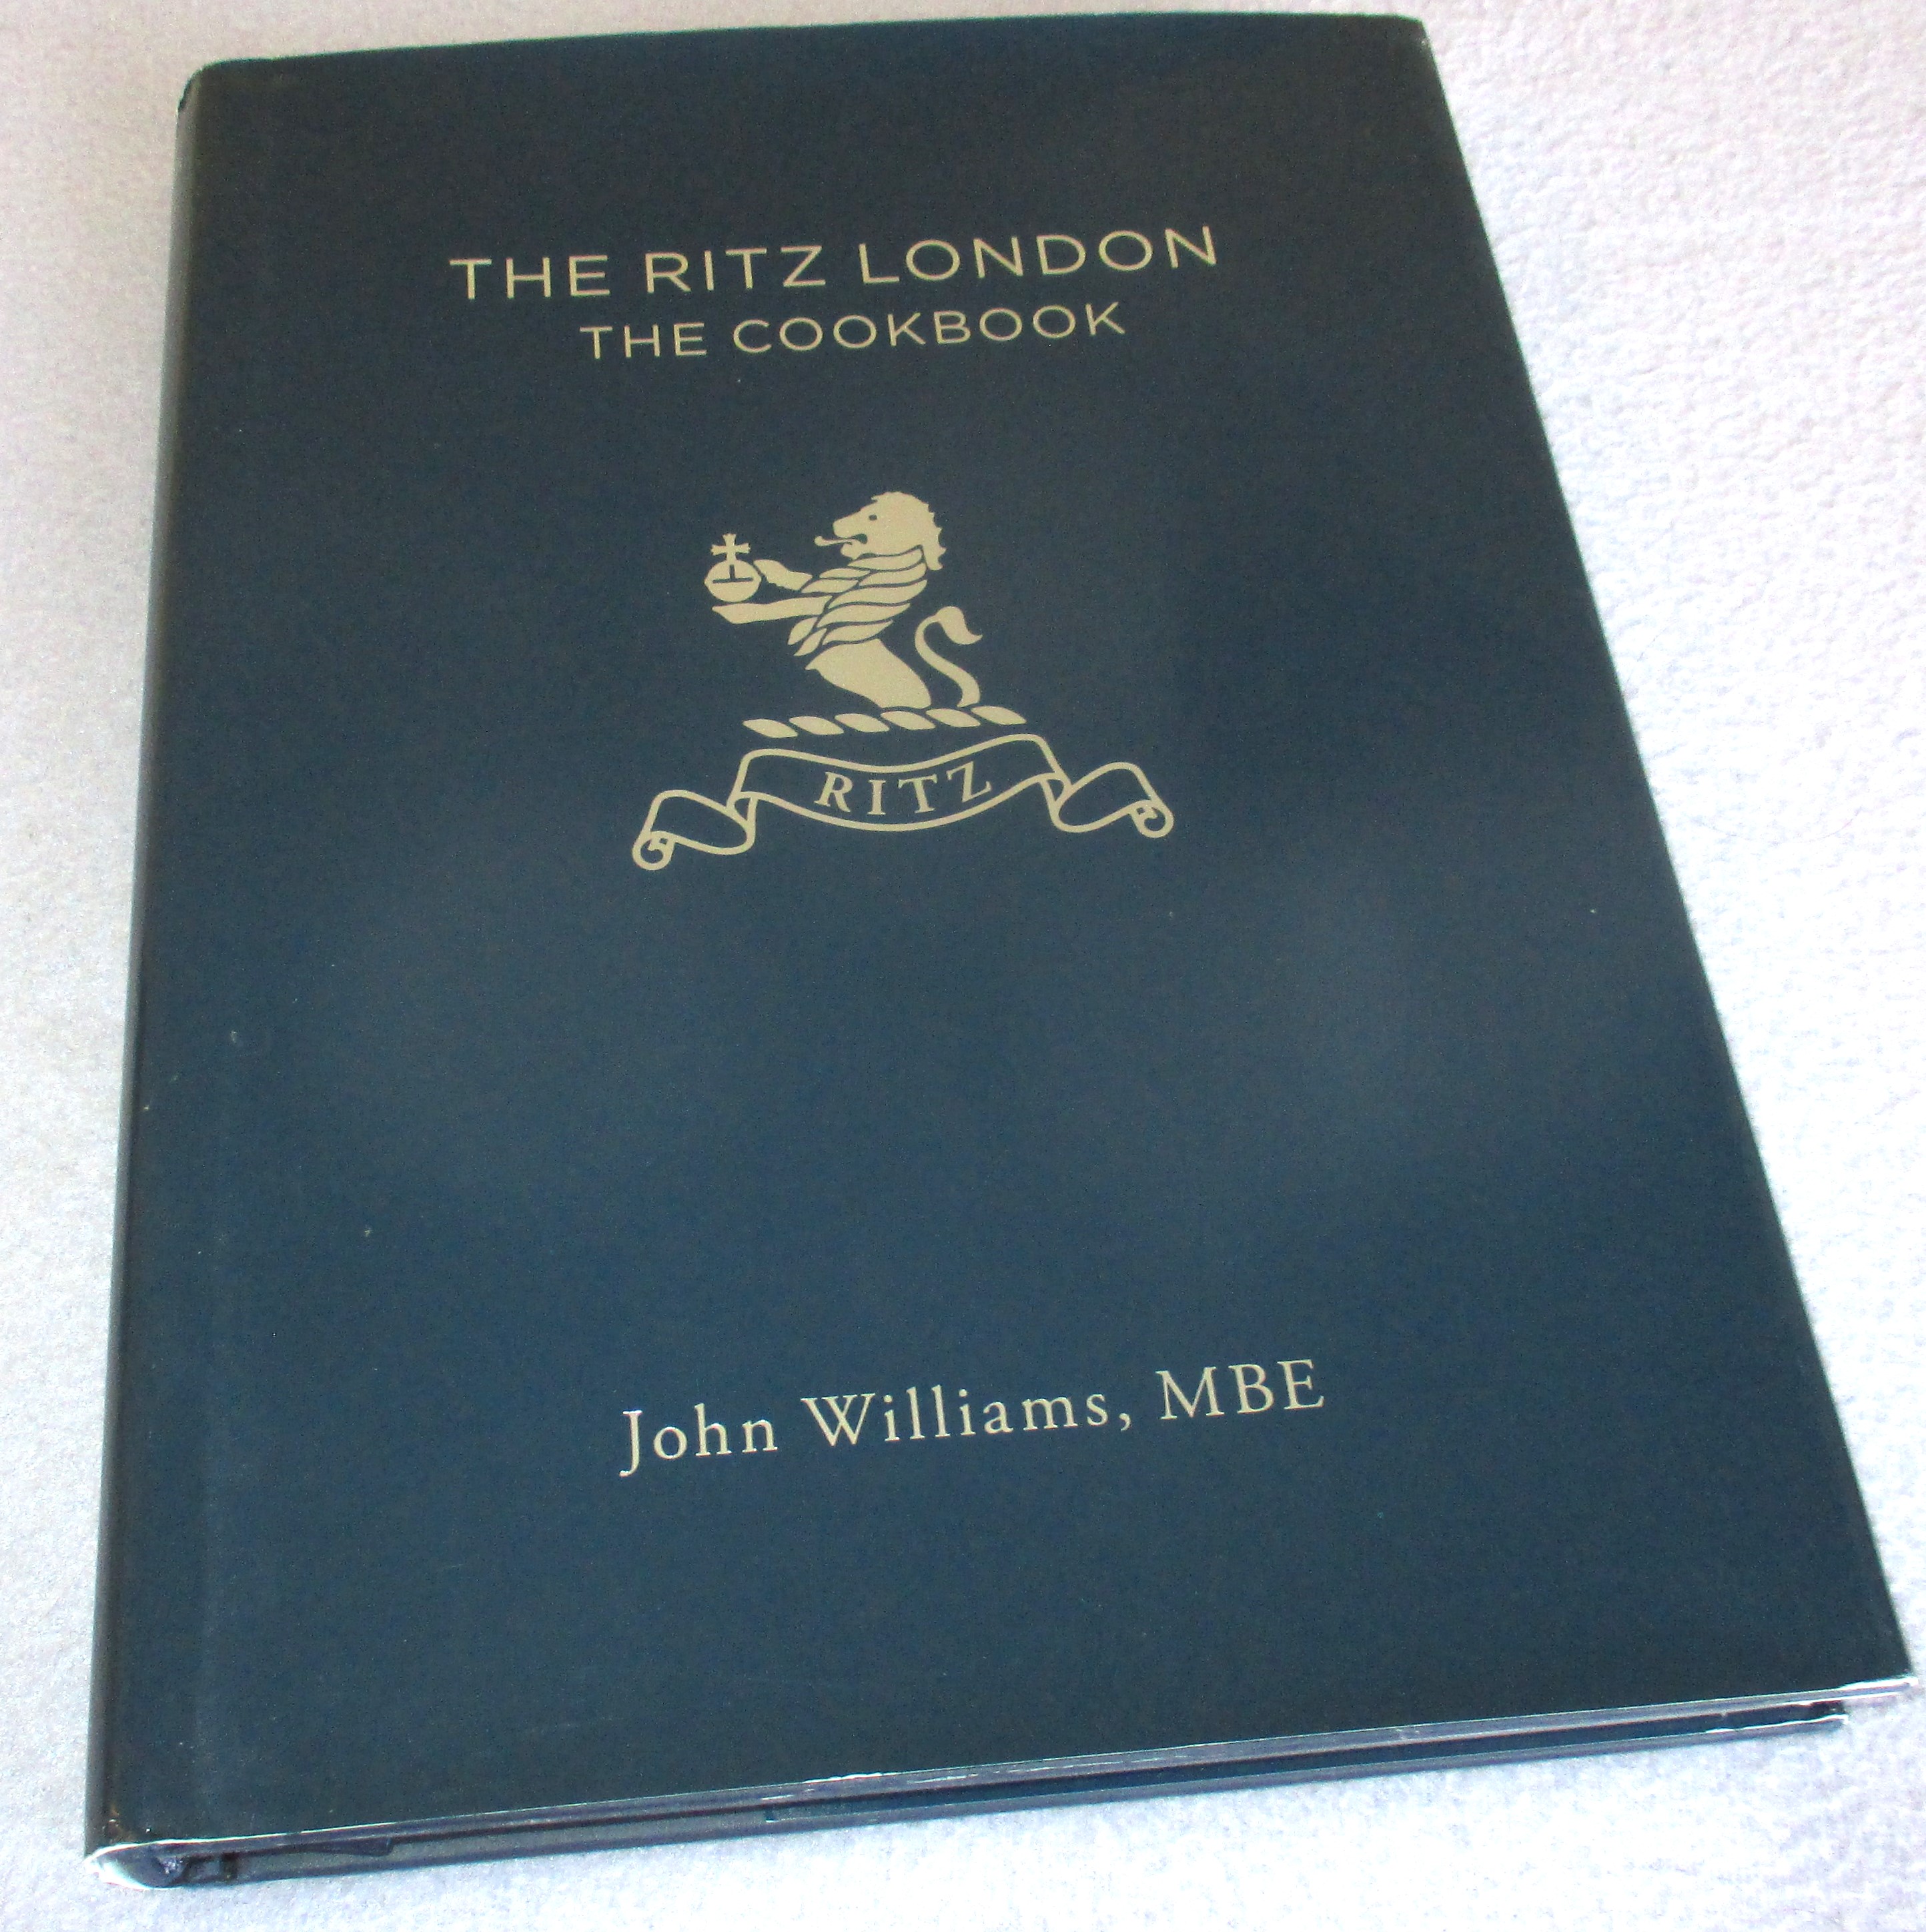 THE RITZ LONDON
THE COOKBOOK
RITZ
John Williams, MBE